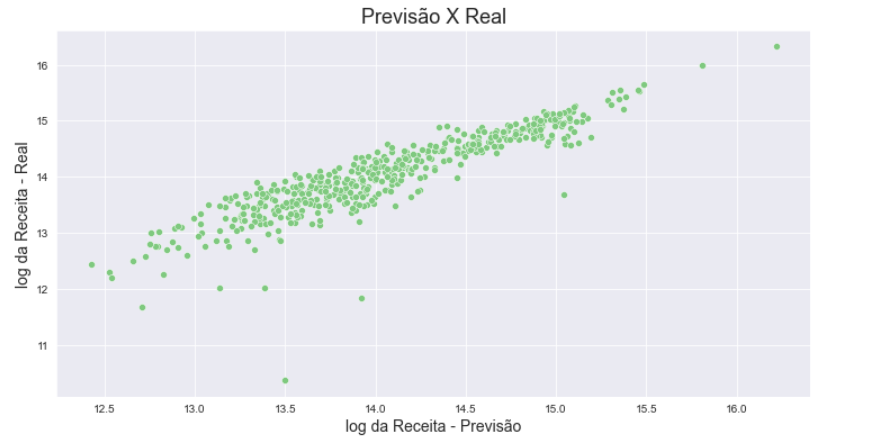 Previsão X Real
log da Receita - Real
16
15
14
13
12
11
12.5 13.0 13.5 14.0 14.5 15.0 15.5 16.0
log da Receita - Previsão